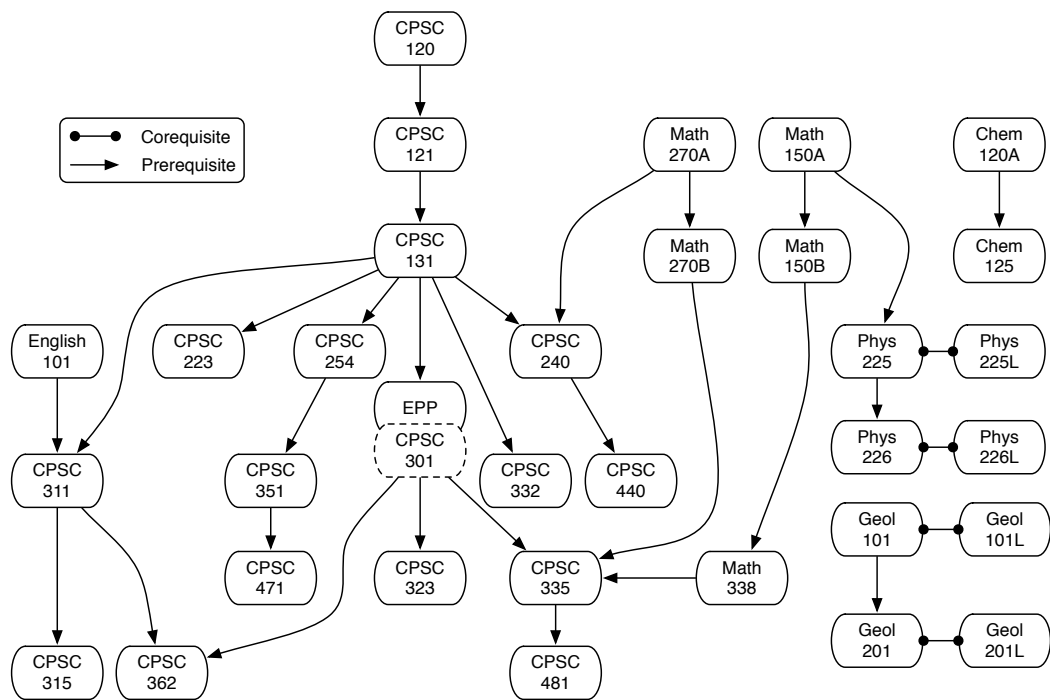 CPSC
120
Corequisite
Prerequisite
CPSC
121
Math
270A
Math
150A
Chem
120A
CPSC
131
Math
270B
Math
150B
Chem
125
English
101
CPSC
223
CPSC
254
CPSC
240
Phys
225
Phys
225L
EPP
CPSC
301
CPSC
311
CPSC
351
CPSC
332
CPSC
440
Phys
226
Phys
226L
Geol
101
Geol
101L
CPSC
471
CPSC
323
CPSC
335
Math
338
CPSC
315
CPSC
362
CPSC
481
Geol
201
Geol
201L